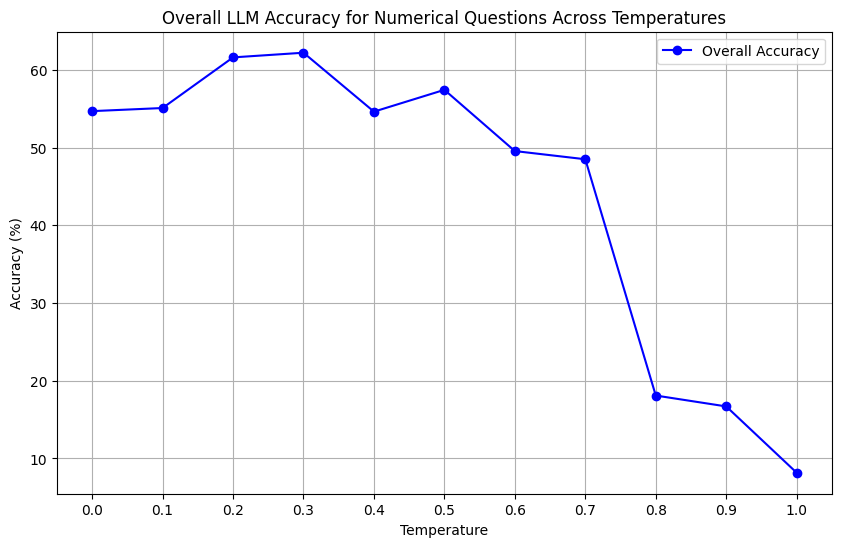 Overall LLM Accuracy for Numerical Questions Across Temperatures
Overall Accuracy
Accuracy (%)
60
50
40
30
20
10
0.0 0.1 0.2 0.3 0.4 0.5 0.6 0.7 0.8 0.9 1.0
Temperature